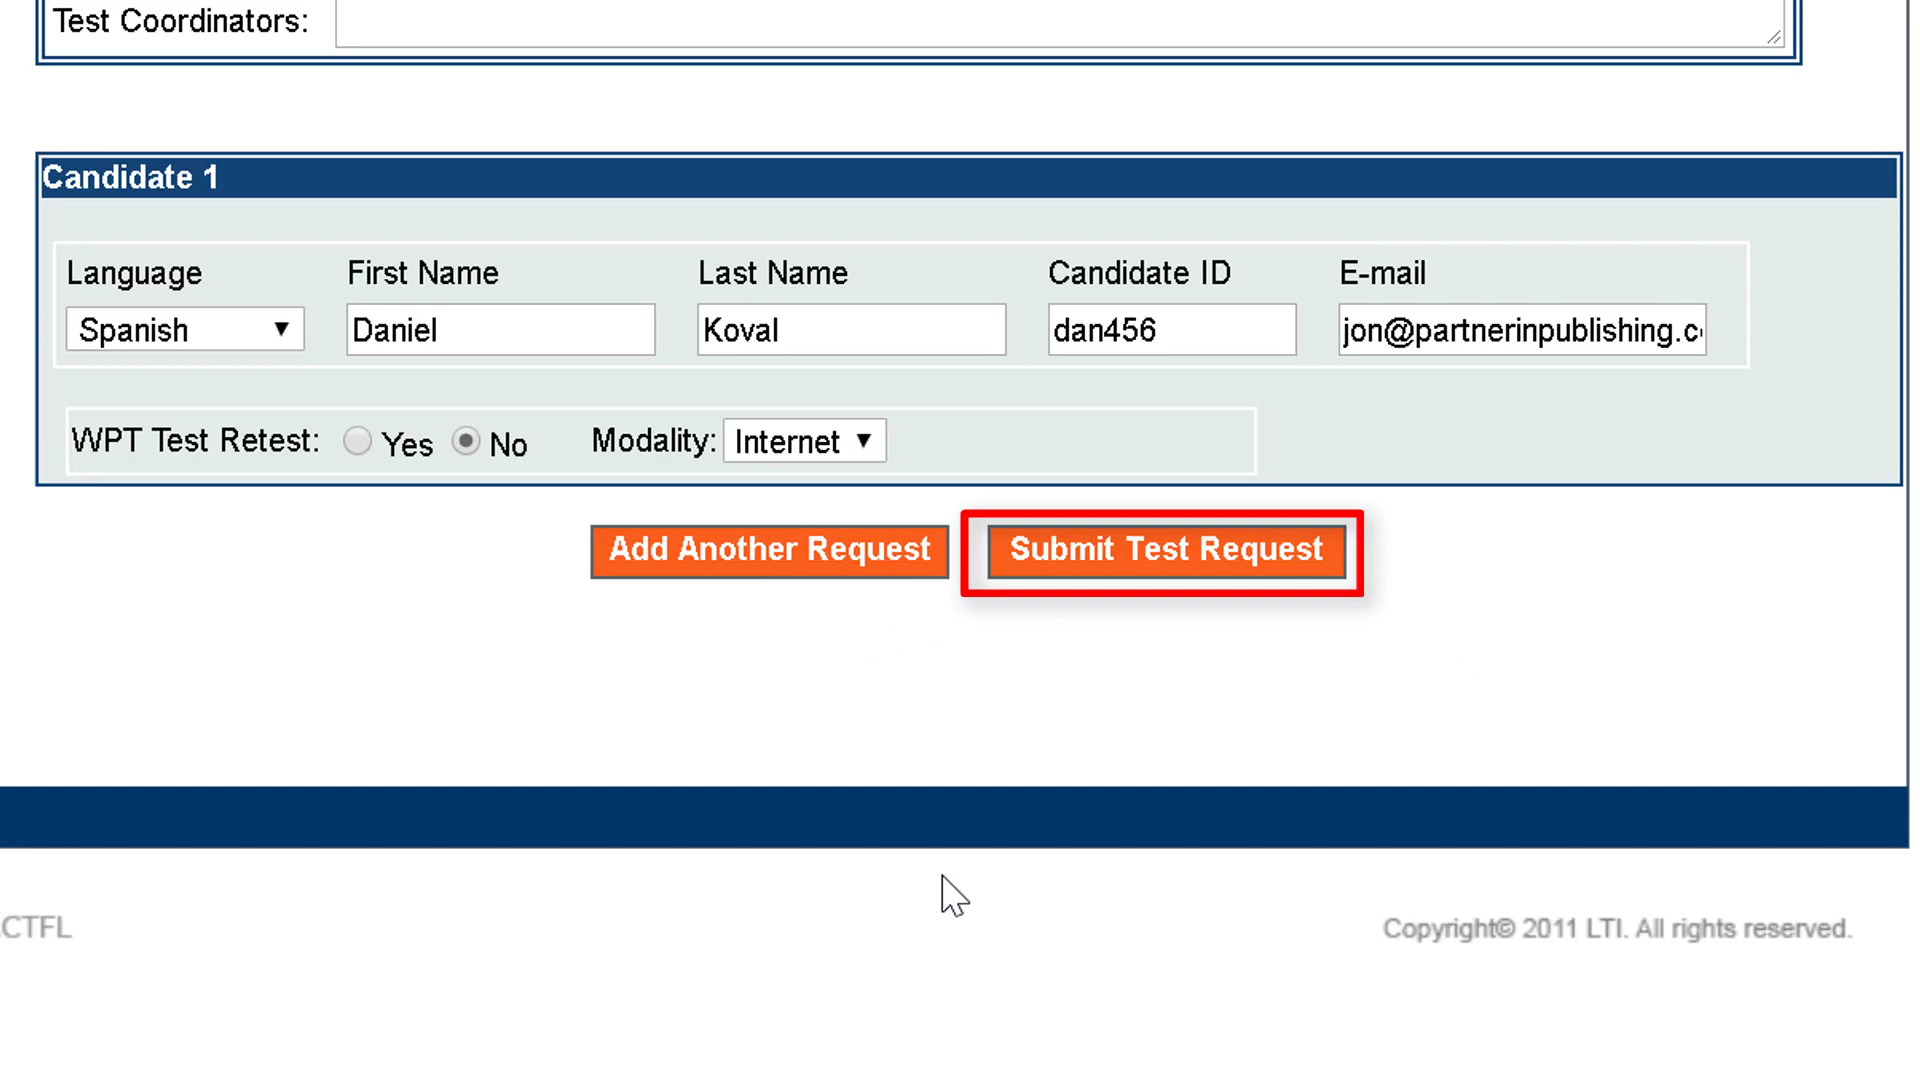 Test Coordinators:
Candidate 1
Language First Name Last Name Candidate ID E-mail
Spanish Daniel Koval dan456 jon@partnerinpublishing.c
WPT Test Retest: Yes No Modality: Internet
Add Another Request Submit Test Request
CTFL Copyright© 2011 LTI. All rights reserved.